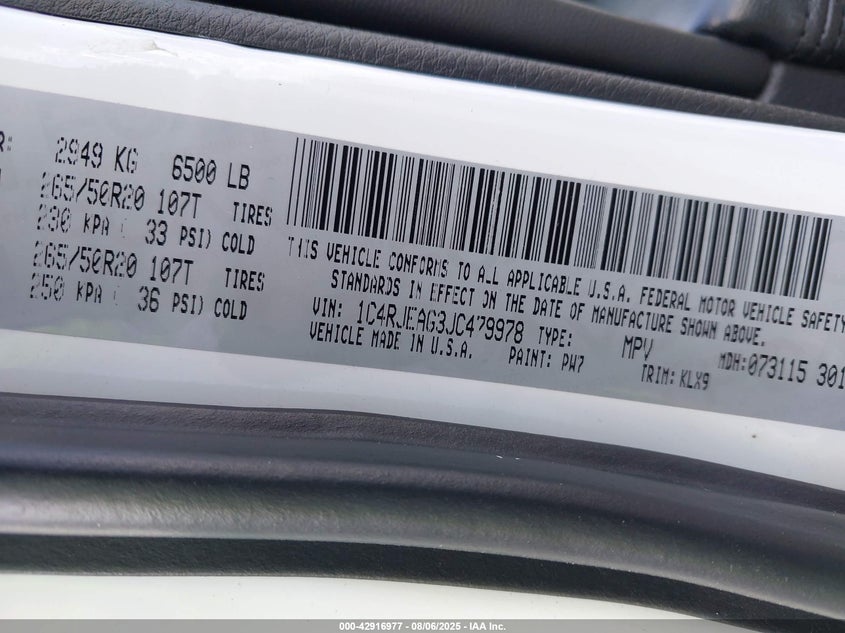 R: 2949 KG 6500 LB
265/50R20 107T TIRES
230 KPA ( 33 PSI) COLD
265/50R20 107T TIRES
250 KPA ( 36 PSI) COLD
THIS VEHICLE CONFORMS TO ALL APPLICABLE U.S.A. FEDERAL MOTOR VEHICLE SAFETY
STANDARDS IN EFFECT ON THE DATE OF MANUFACTURE SHOWN ABOVE.
VIN: 1C4RJEAG3JC479978 TYPE: MPV MDH:073115 301
VEHICLE MADE IN U.S.A. PAINT: PW7 TRIM: KLX9
000-42916977 - 08/06/2025 - IAA Inc.